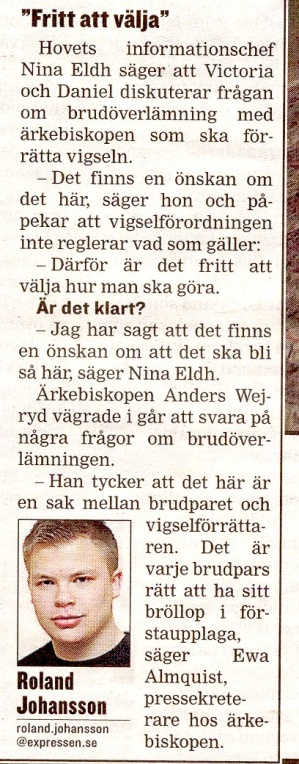 ”Fritt att välja”
Hovets informationschef
Nina Eldh säger att Victoria
och Daniel diskuterar frågan
om brudöverlämning med
ärkebiskopen som ska för-
rätta vigseln.
– Det finns en önskan om
det här, säger hon och på-
pekar att vigselförordningen
inte reglerar vad som gäller:
– Därför är det fritt att
välja hur man ska göra.
Är det klart?
– Jag har sagt att det finns
en önskan om att det ska bli
så här, säger Nina Eldh.
Ärkebiskopen Anders Wej-
ryd vägrade i går att svara på
några frågor om brudöver-
lämningen.
– Han tycker att det här är
en sak mellan brudparet och
vigselförrätta-
ren. Det är
varje brudpars
rätt att ha sitt
bröllop i för-
staupplaga,
säger Ewa
Almquist,
pressekrete-
rare hos ärke-
biskopen.
Roland
Johansson
roland.johansson
@expressen.se